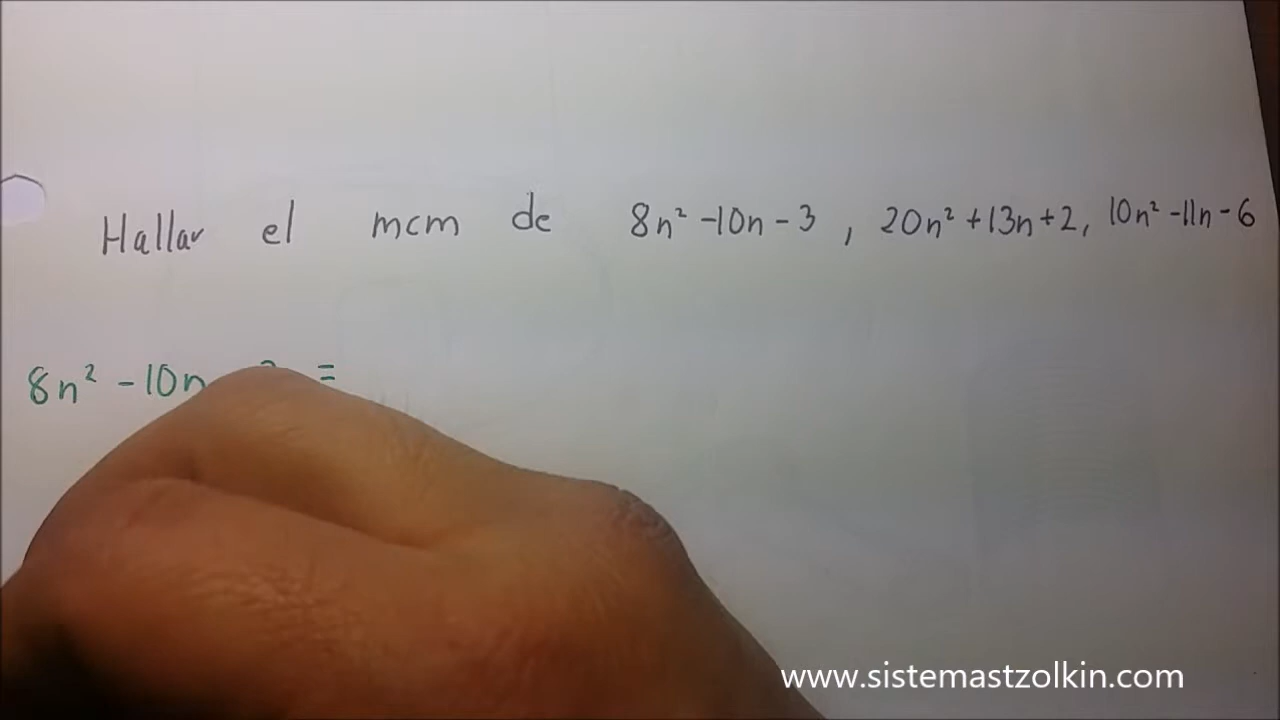 Hallar el mcm de 8n² -10n - 3 , 20n² +13n+2, 10n² -11n - 6
8n² -10n =
www.sistemastzolkin.com